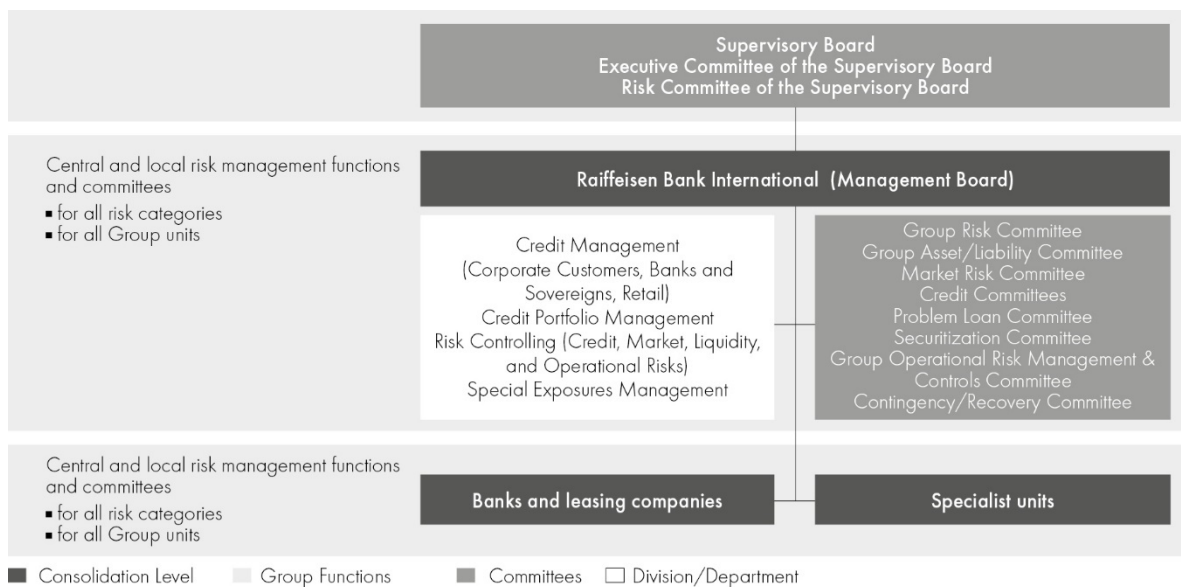 Supervisory Board
Executive Committee of the Supervisory Board
Risk Committee of the Supervisory Board
Central and local risk management functions
and committees
▪ for all risk categories
▪ for all Group units
Raiffeisen Bank International (Management Board)
Credit Management
(Corporate Customers, Banks and
Sovereigns, Retail)
Credit Portfolio Management
Risk Controlling (Credit, Market, Liquidity,
and Operational Risks)
Special Exposures Management
Group Risk Committee
Group Asset/Liability Committee
Market Risk Committee
Credit Committees
Problem Loan Committee
Securitization Committee
Group Operational Risk Management &
Controls Committee
Contingency/Recovery Committee
Central and local risk management functions
and committees
▪ for all risk categories
▪ for all Group units
Banks and leasing companies
Specialist units
Consolidation Level
Group Functions
Committees
Division/Department